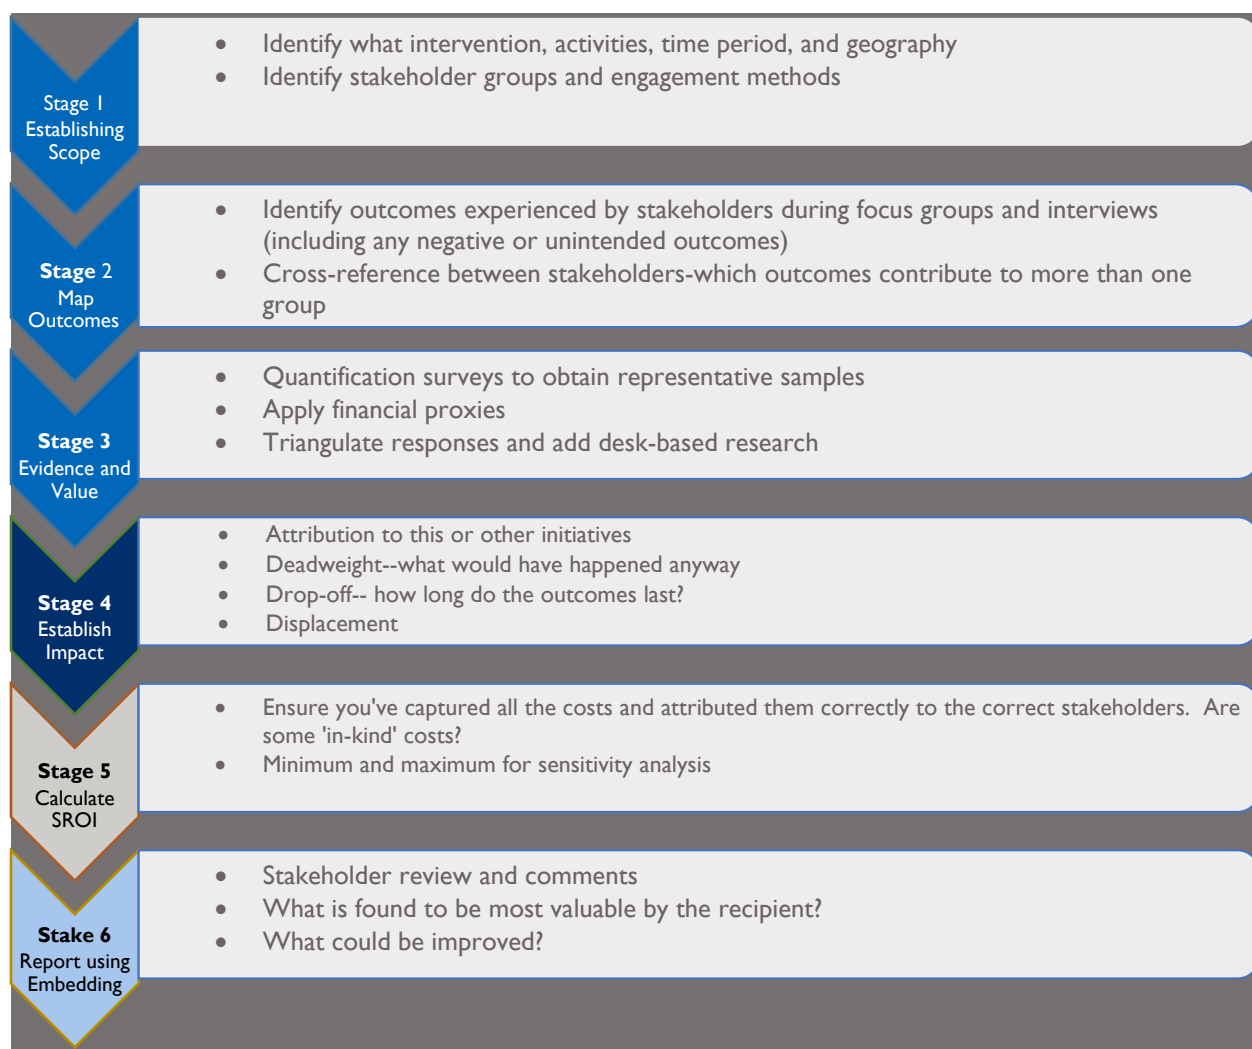 Stage 1
Establishing
Scope
• Identify what intervention, activities, time period, and geography
• Identify stakeholder groups and engagement methods
Stage 2
Map
Outcomes
• Identify outcomes experienced by stakeholders during focus groups and interviews
(including any negative or unintended outcomes)
• Cross-reference between stakeholders-which outcomes contribute to more than one
group
Stage 3
Evidence and
Value
• Quantification surveys to obtain representative samples
• Apply financial proxies
• Triangulate responses and add desk-based research
Stage 4
Establish
Impact
• Attribution to this or other initiatives
• Deadweight--what would have happened anyway
• Drop-off-- how long do the outcomes last?
• Displacement
Stage 5
Calculate
SROI
• Ensure you've captured all the costs and attributed them correctly to the correct stakeholders.  Are
some 'in-kind' costs?
• Minimum and maximum for sensitivity analysis
Stake 6
Report using
Embedding
• Stakeholder review and comments
• What is found to be most valuable by the recipient?
• What could be improved?